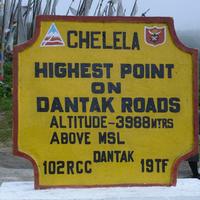 CHELELA
HIGHEST POINT
ON
DANTAK ROADS
ALTITUDE-3988MTRS
ABOVE MSL
DANTAK
102RCC 19TF